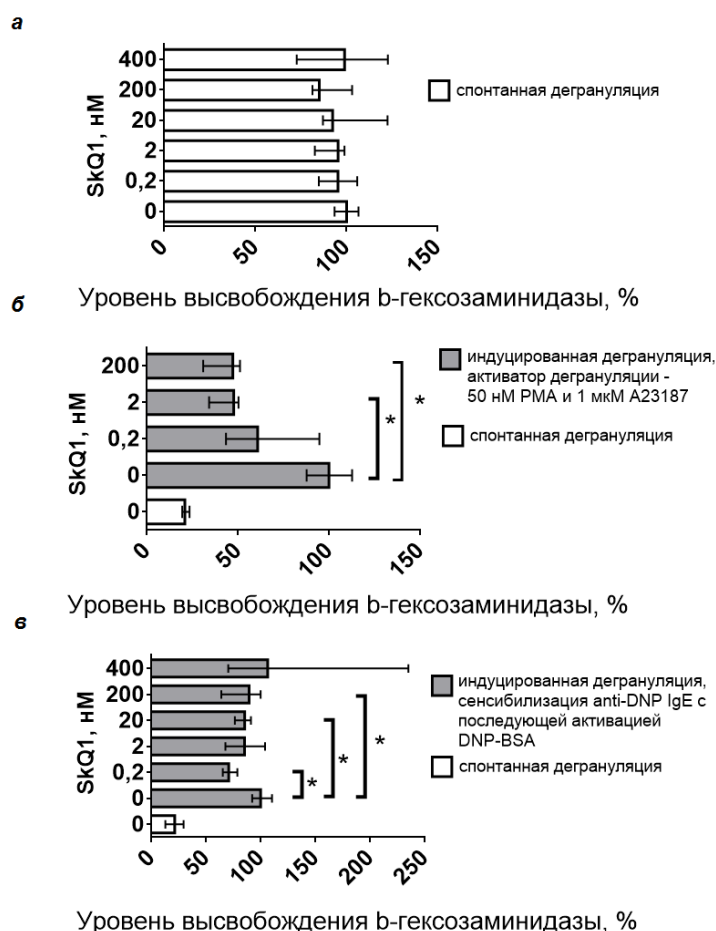 а
400
200
20
2
0,2
0
SkQ1, нМ
0
50
100
150
спонтанная дегрануляция
Уровень высвобождения b-гексозаминидазы, %
б
200
2
0,2
0
0
SkQ1, нМ
0
50
100
150
*
*
индуцированная дегрануляция,
активатор дегрануляции -
50 нМ PMA и 1 мкМ A23187
спонтанная дегрануляция
Уровень высвобождения b-гексозаминидазы, %
в
400
200
20
2
0,2
0
0
SkQ1, нМ
0
50
100
150
200
250
*
*
*
индуцированная дегрануляция,
сенсибилизация anti-DNP IgE с
последующей активацией
DNP-BSA
спонтанная дегрануляция
Уровень высвобождения b-гексозаминидазы, %